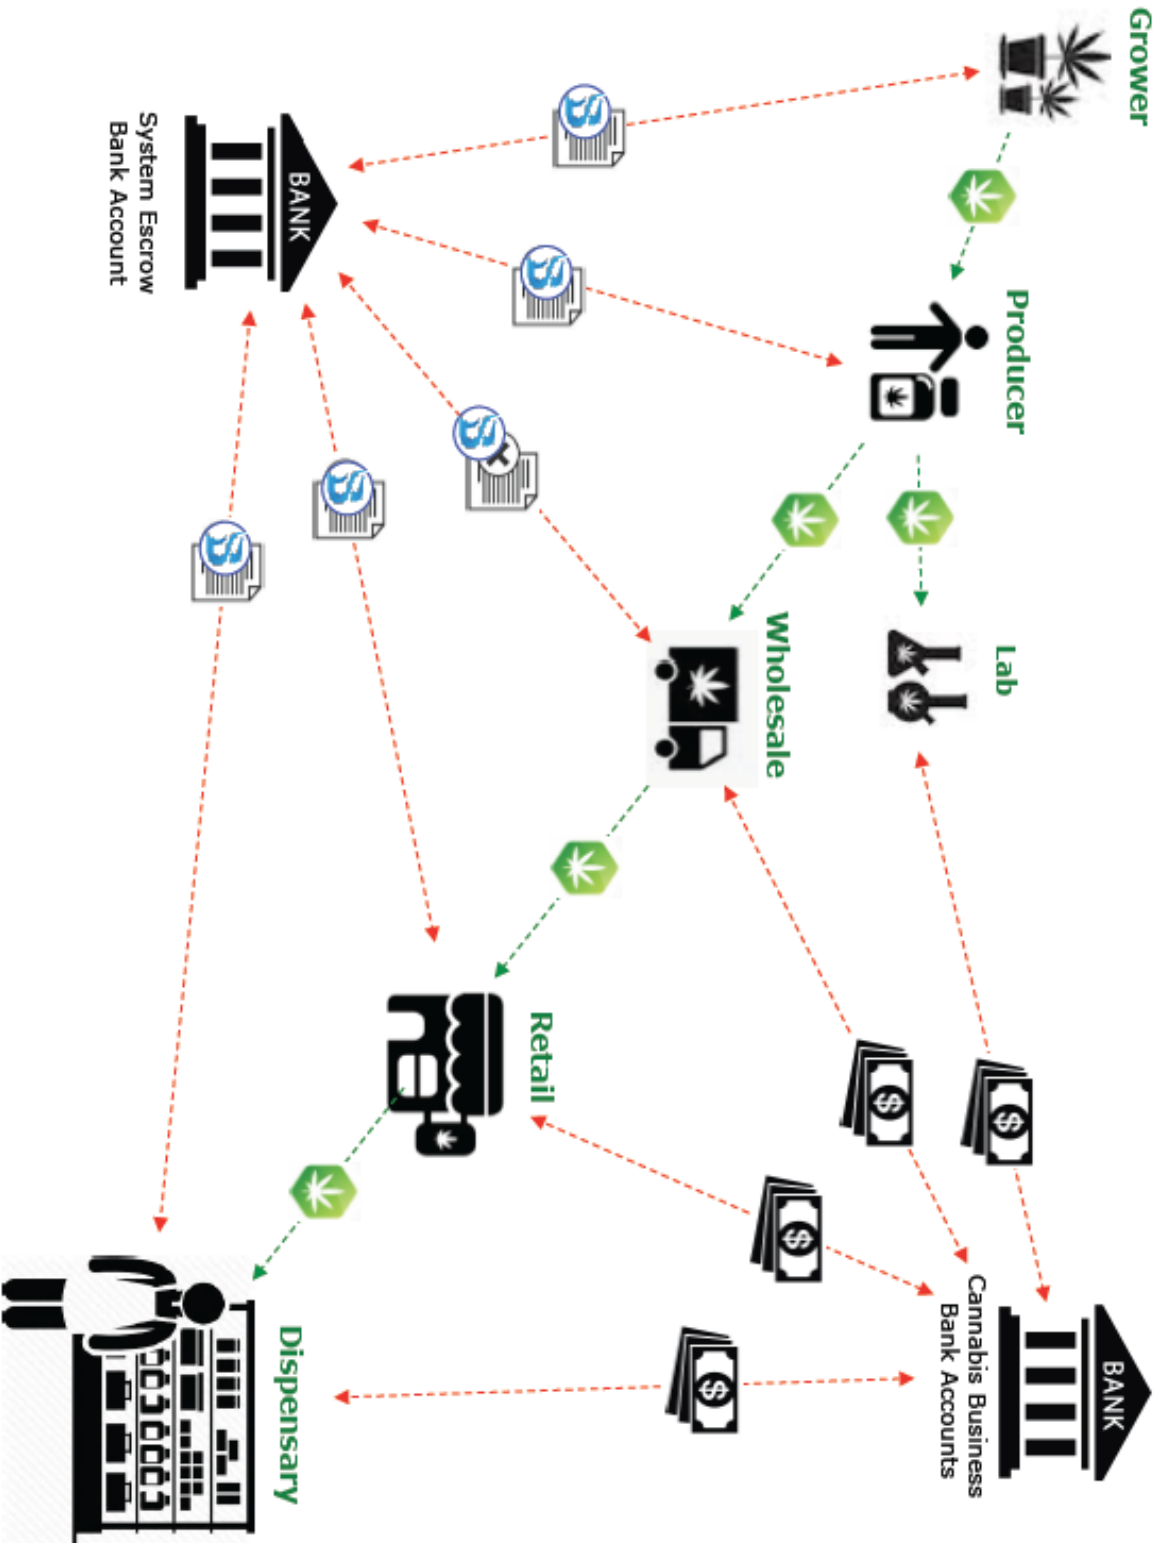 Grower
Producer
Lab
Wholesale
Retail
Dispensary
BANK
System Escrow
Bank Account
BANK
Cannabis Business
Bank Accounts
$
$
$
$